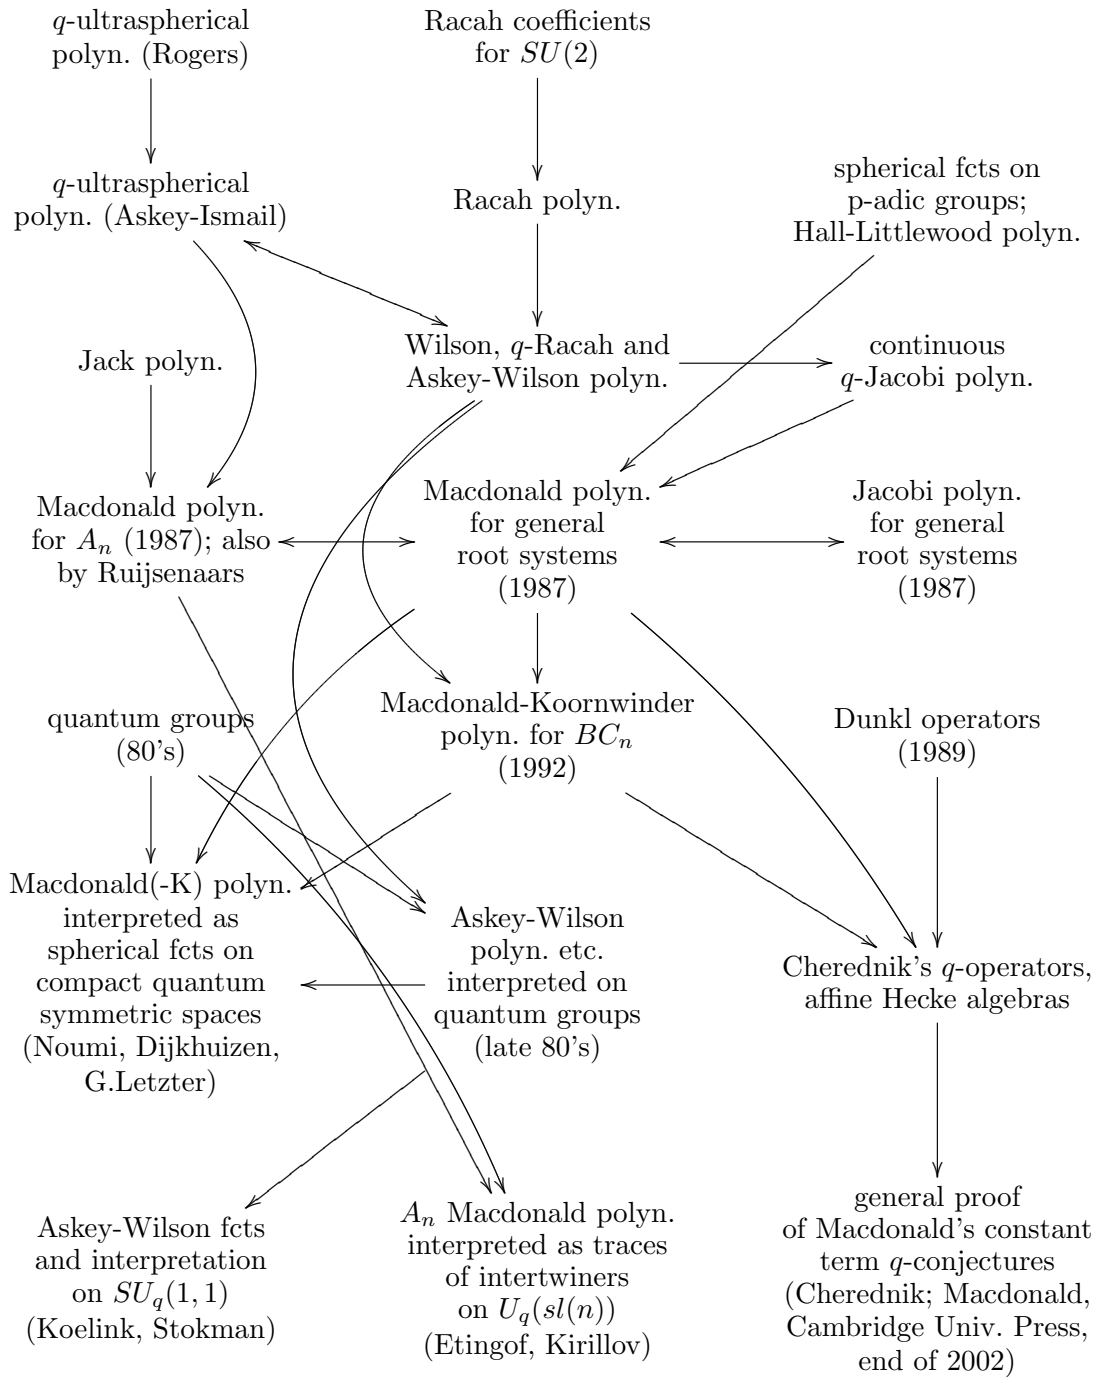 q-ultraspherical
polyn. (Rogers)
Racah coefficients
for SU(2)
q-ultraspherical
polyn. (Askey-Ismail)
Racah polyn.
spherical fcts on
p-adic groups;
Hall-Littlewood polyn.
Jack polyn.
Wilson, q-Racah and
Askey-Wilson polyn.
continuous
q-Jacobi polyn.
Macdonald polyn.
for Aₙ (1987); also
by Ruijsenaars
Macdonald polyn.
for general
root systems
(1987)
Jacobi polyn.
for general
root systems
(1987)
quantum groups
(80's)
Macdonald-Koornwinder
polyn. for BCₙ
(1992)
Dunkl operators
(1989)
Macdonald(-K) polyn.
interpreted as
spherical fcts on
compact quantum
symmetric spaces
(Noumi, Dijkhuizen,
G.Letzter)
Askey-Wilson
polyn. etc.
interpreted on
quantum groups
(late 80's)
Cherednik's q-operators,
affine Hecke algebras
Askey-Wilson fcts
and interpretation
on SU_q(1, 1)
(Koelink, Stokman)
Aₙ Macdonald polyn.
interpreted as traces
of intertwiners
on U_q(sl(n))
(Etingof, Kirillov)
general proof
of Macdonald's constant
term q-conjectures
(Cherednik; Macdonald,
Cambridge Univ. Press,
end of 2002)